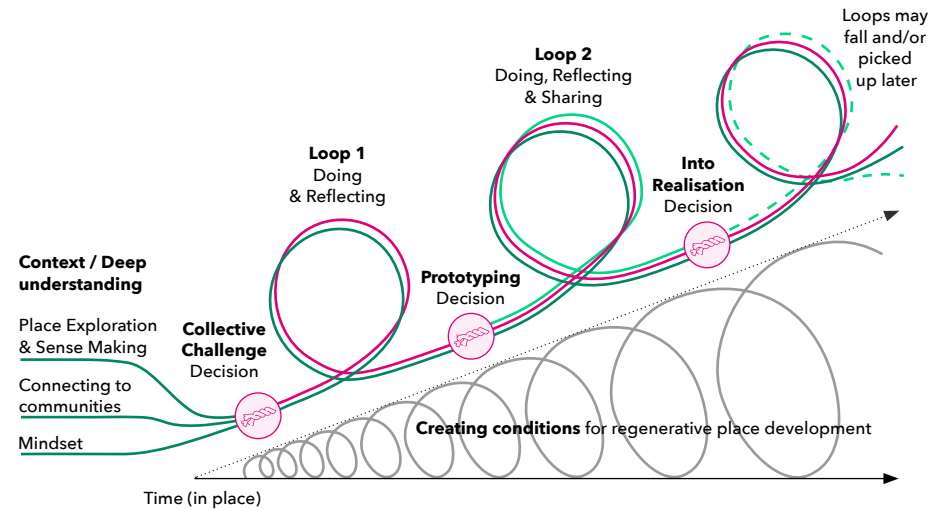 Context / Deep
understanding
Place Exploration
& Sense Making
Connecting to
communities
Mindset
Collective
Challenge
Decision
Loop 1
Doing
& Reflecting
Prototyping
Decision
Loop 2
Doing, Reflecting
& Sharing
Into
Realisation
Decision
Loops may
fall and/or
picked
up later
Creating conditions for regenerative place development
Time (in place)